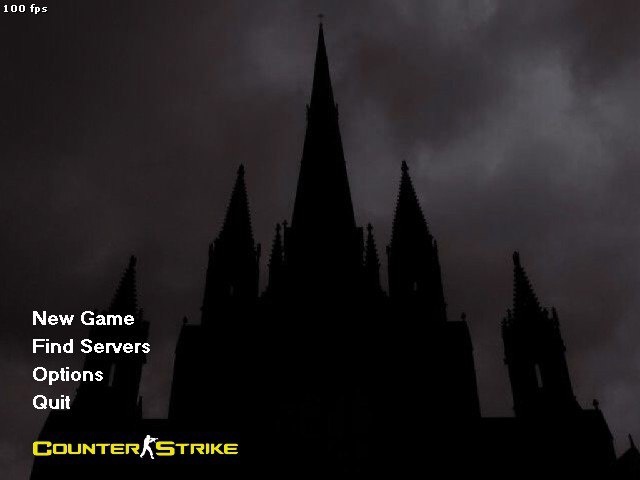 100 fps
New Game
Find Servers
Options
Quit
Counter Strike